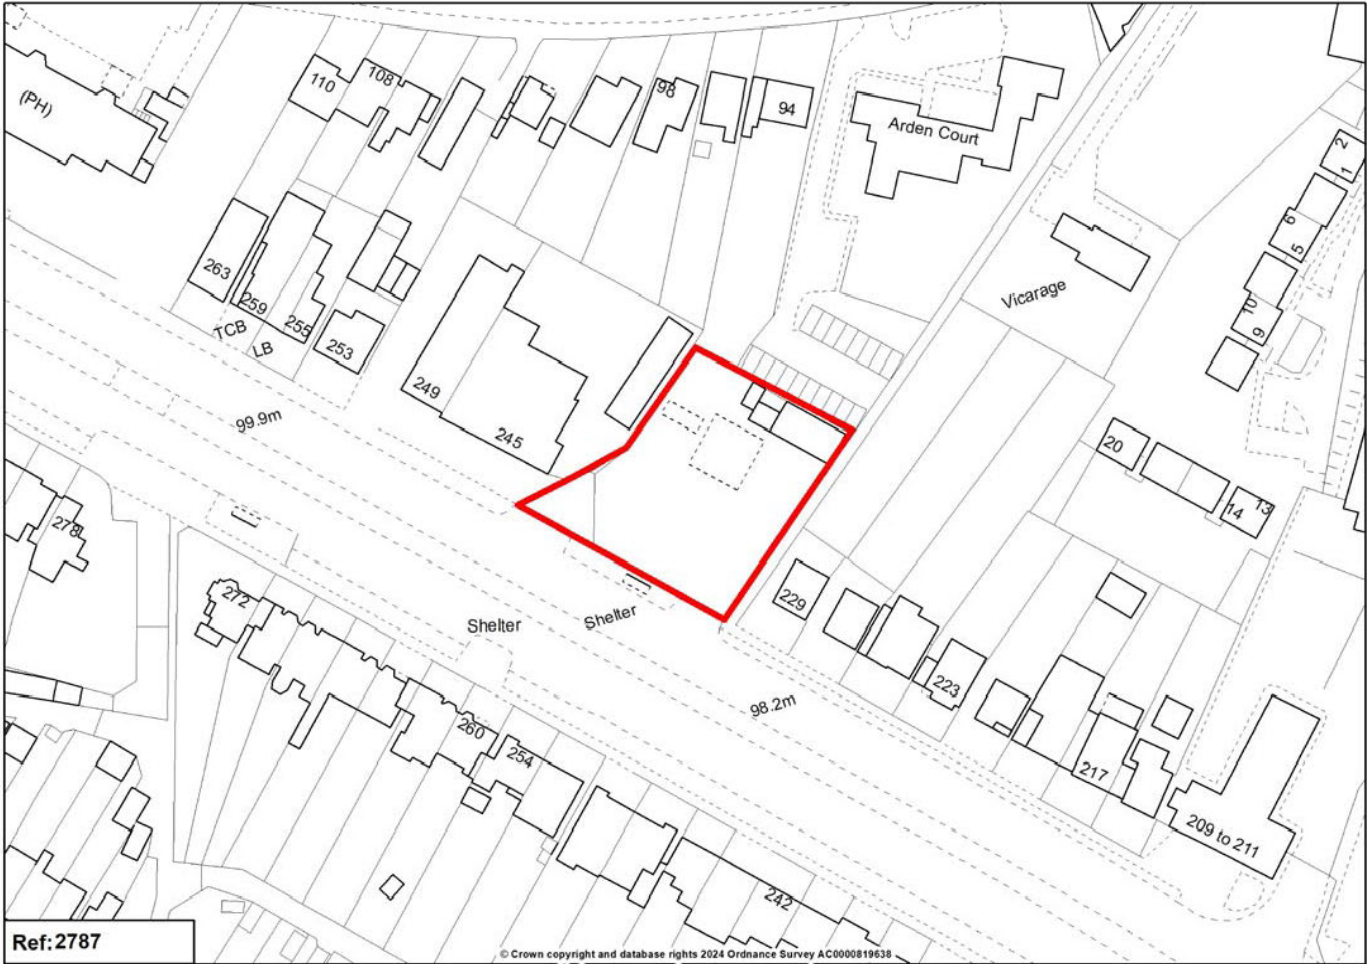 (PH)
110
108
98
94
Arden Court
2
1
6
5
10
9
Vicarage
263
259
255
TCB
LB
253
249
245
99.9m
20
14
13
278
272
Shelter
Shelter
229
223
217
209 to 211
98.2m
260
254
242
Ref:2787
© Crown copyright and database rights 2024 Ordnance Survey AC0000819638